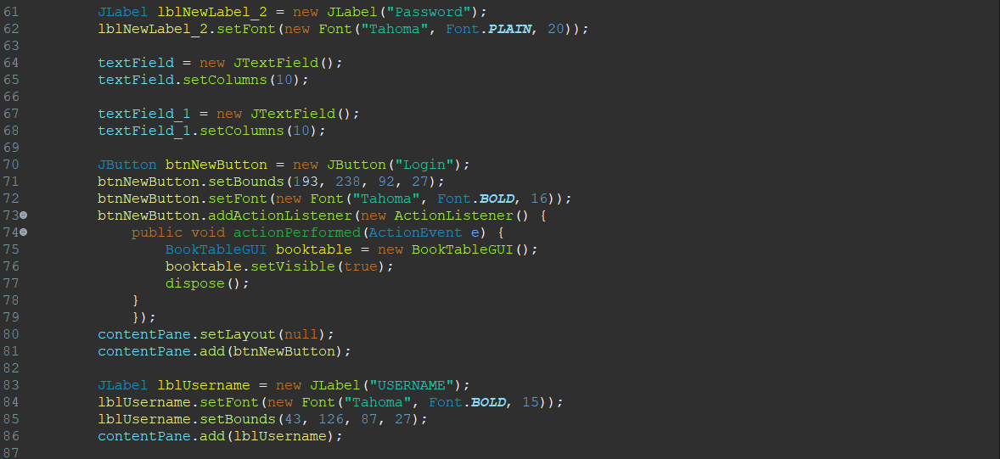 61 JLabel lblNewLabel_2 = new JLabel("Password");
62 lblNewLabel_2.setFont(new Font("Tahoma", Font.PLAIN, 20));
63
64 textField = new JTextField();
65 textField.setColumns(10);
66
67 textField_1 = new JTextField();
68 textField_1.setColumns(10);
69
70 JButton btnNewButton = new JButton("Login");
71 btnNewButton.setBounds(193, 238, 92, 27);
72 btnNewButton.setFont(new Font("Tahoma", Font.BOLD, 16));
73 btnNewButton.addActionListener(new ActionListener() {
74 public void actionPerformed(ActionEvent e) {
75 BookTableGUI booktable = new BookTableGUI();
76 booktable.setVisible(true);
77 dispose();
78 }
79 });
80 contentPane.setLayout(null);
81 contentPane.add(btnNewButton);
82
83 JLabel lblUsername = new JLabel("USERNAME");
84 lblUsername.setFont(new Font("Tahoma", Font.BOLD, 15));
85 lblUsername.setBounds(43, 126, 87, 27);
86 contentPane.add(lblUsername);
87